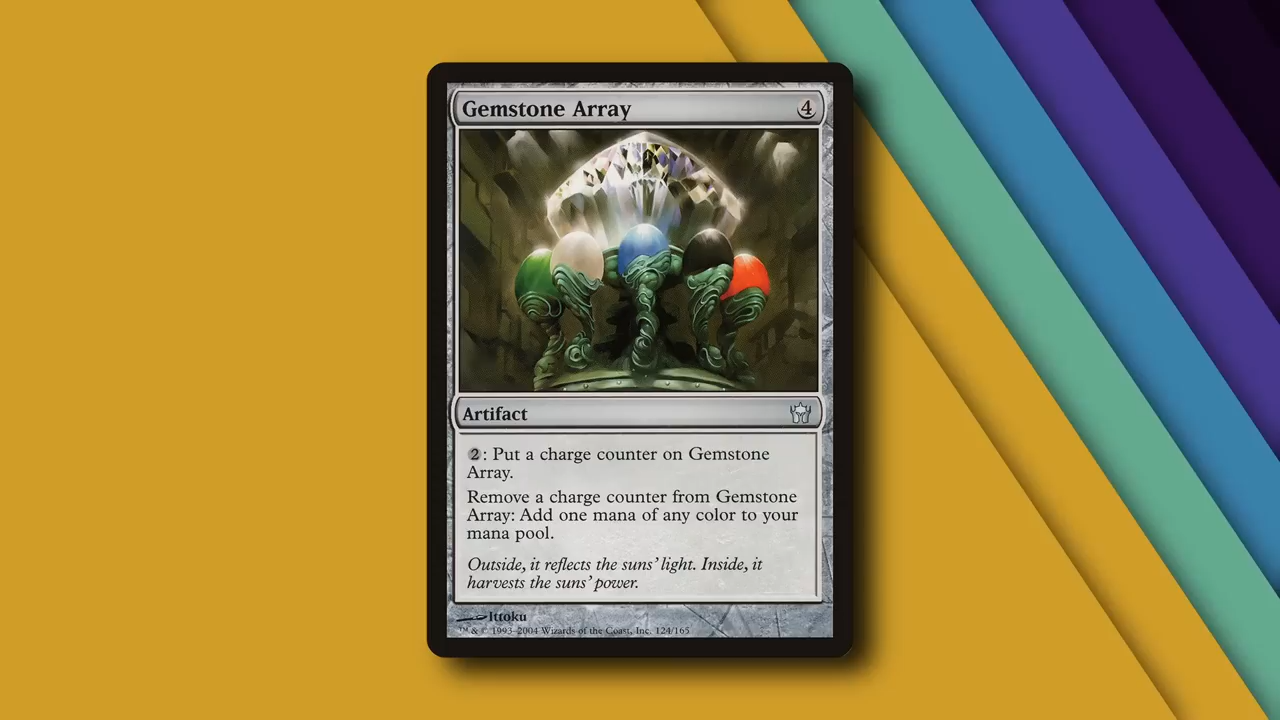 Gemstone Array 4
Artifact
2: Put a charge counter on Gemstone
Array.
Remove a charge counter from Gemstone
Array: Add one mana of any color to your
mana pool.
Outside, it reflects the suns' light. Inside, it
harvests the suns' power.
Ittoku
™ & © 1993–2004 Wizards of the Coast, Inc. 124/165